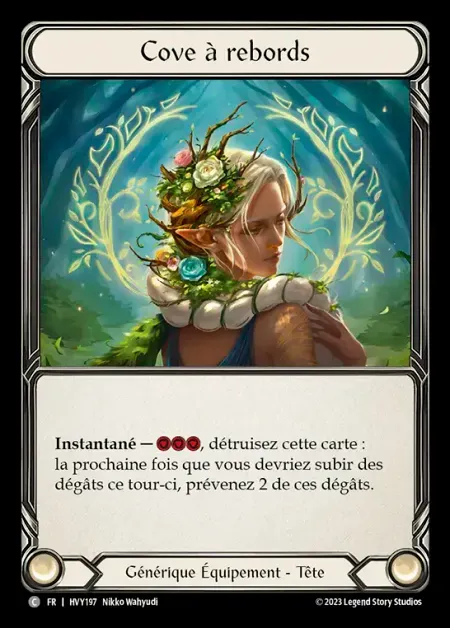 Cove à rebords
Instantané — , détruisez cette carte :
la prochaine fois que vous devriez subir des
dégâts ce tour-ci, prévenez 2 de ces dégâts.
Générique Équipement - Tête
C FR | HVY197 Nikko Wahyudi
© 2023 Legend Story Studios